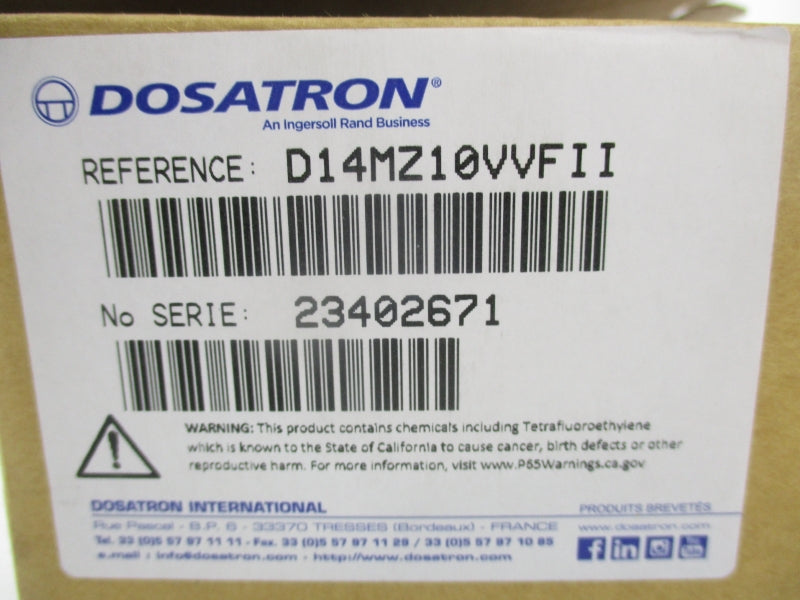 DOSATRON®
An Ingersoll Rand Business
REFERENCE: D14MZ10VVFII
No SERIE: 23402671
WARNING: This product contains chemicals including Tetrafluoroethylene
which is known to the State of California to cause cancer, birth defects or other
reproductive harm. For more information, visit www.P65Warnings.ca.gov
DOSATRON INTERNATIONAL
PRODUITS BREVETÉS
Rue Pascal - B.P. 6 - 33370 TRESSES (Bordeaux) - FRANCE
www.dosatron.com
Tel. 33 (0)5 57 97 11 11 - Fax. 33 (0)5 57 97 11 29 / 33 (0)5 57 97 10 85
e.mail : info@dosatron.com - http://www.dosatron.com